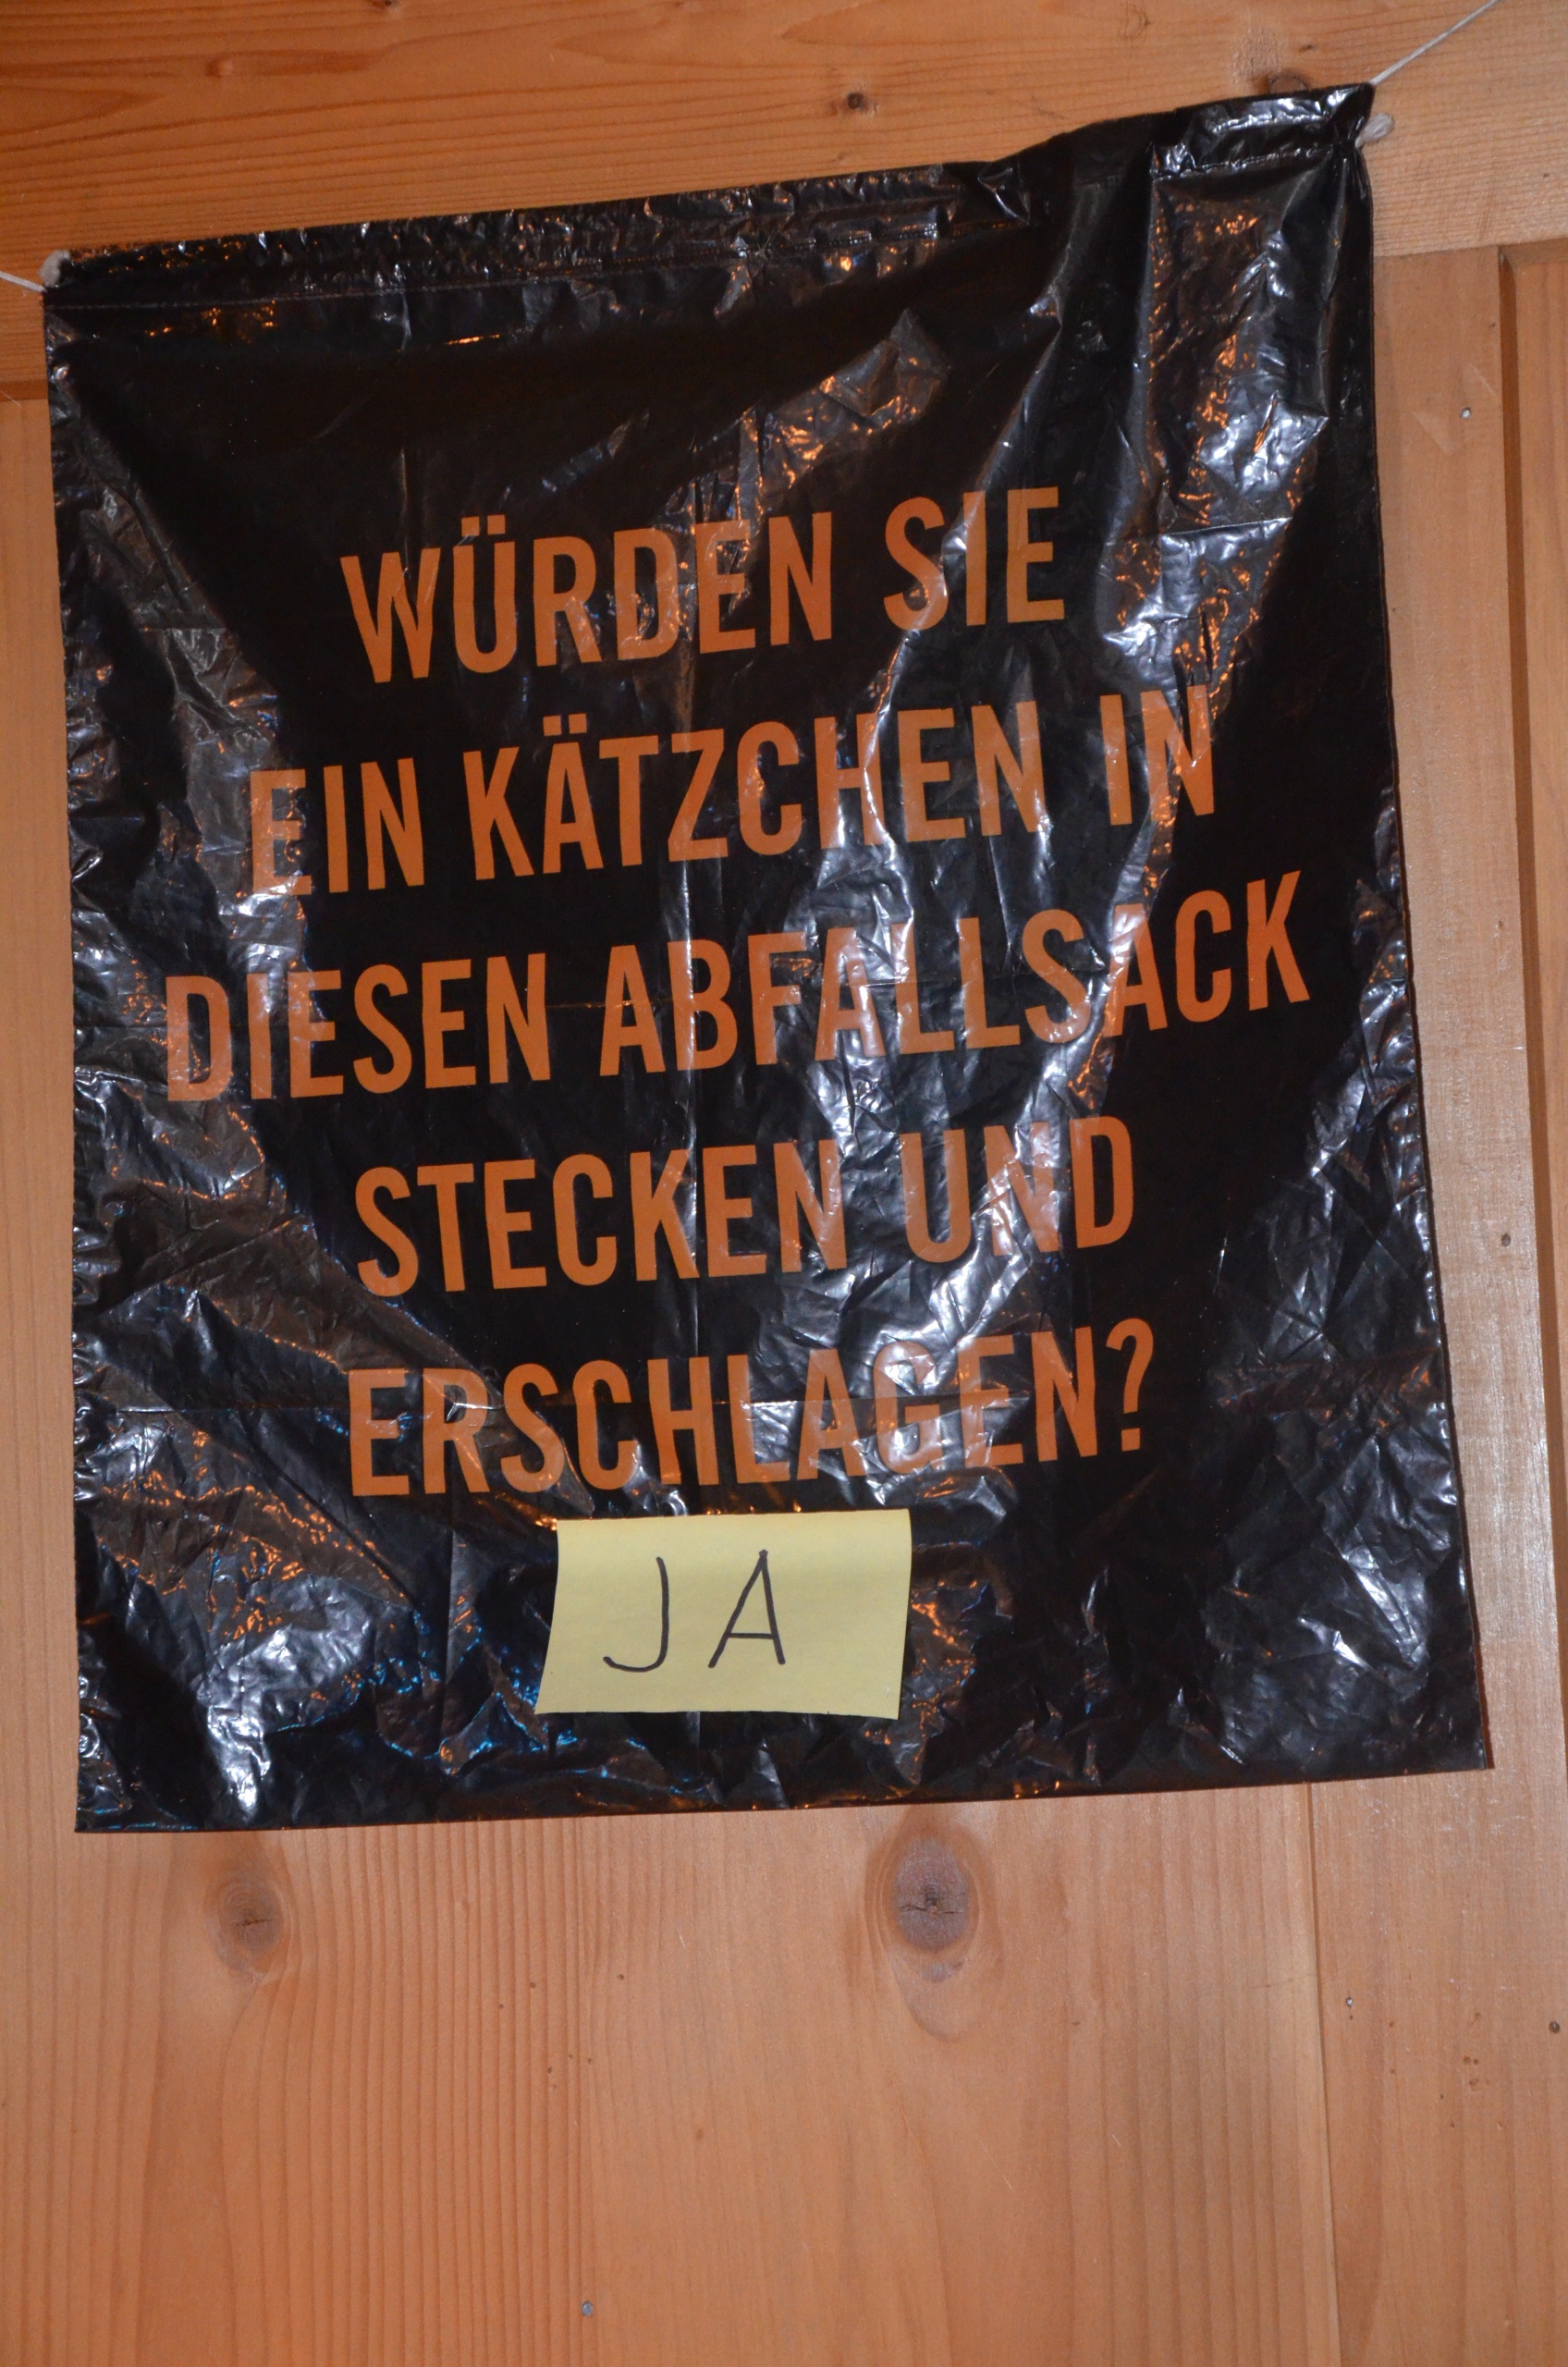 WÜRDEN SIE
EIN KÄTZCHEN IN
DIESEN ABFALLSACK
STECKEN UND
ERSCHLAGEN?
JA